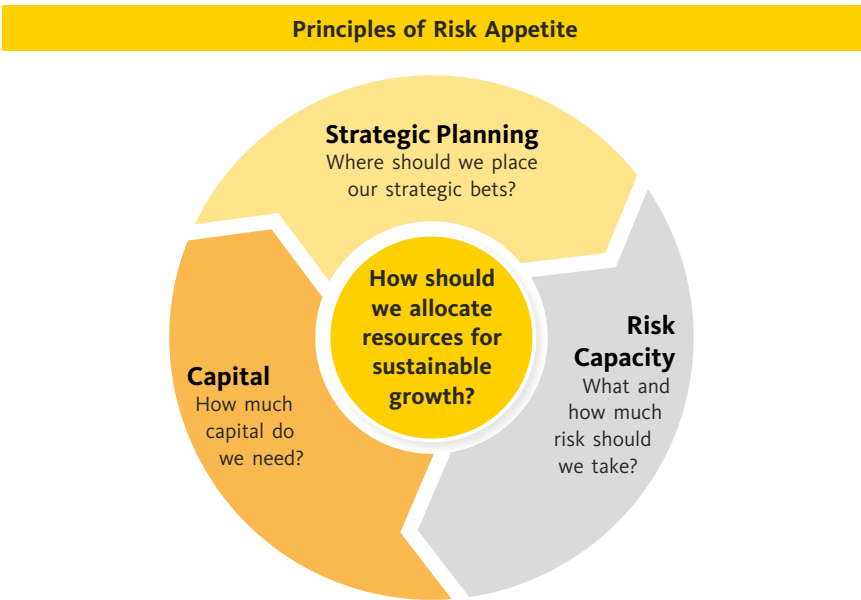 Principles of Risk Appetite
Strategic Planning
Where should we place
our strategic bets?
How should
we allocate
resources for
sustainable
growth?
Risk
Capacity
What and
how much
risk should
we take?
Capital
How much
capital do
we need?